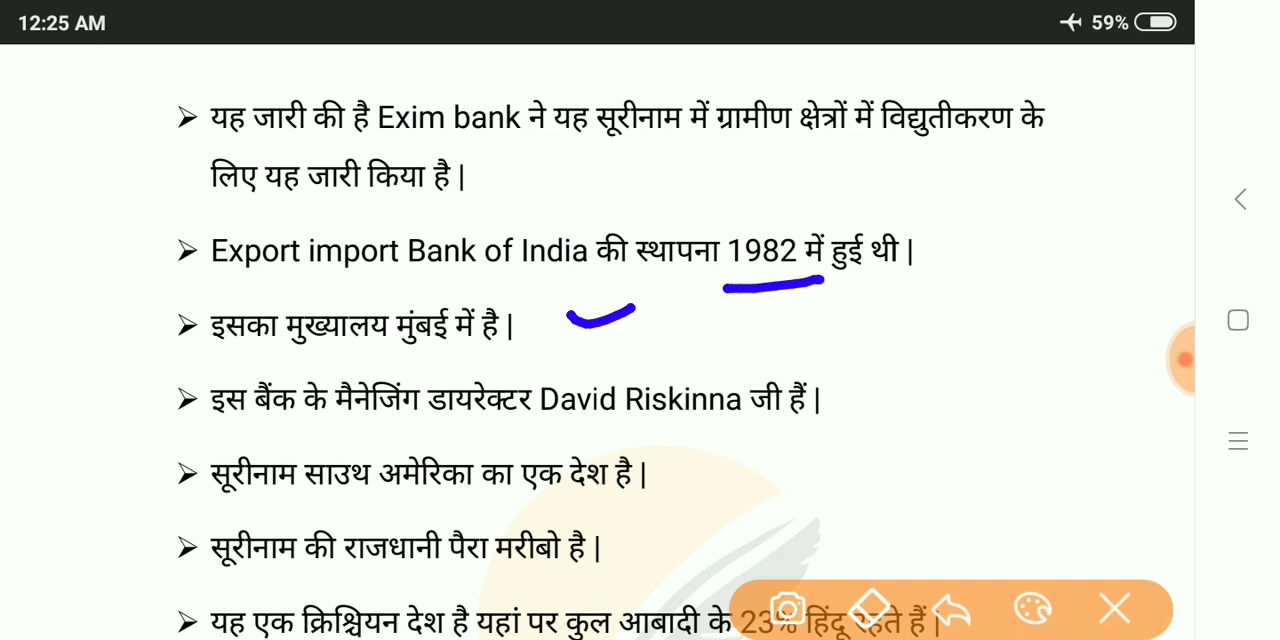 12:25 AM
59%
यह जारी की है Exim bank ने यह सूरीनाम में ग्रामीण क्षेत्रों में विद्युतीकरण के
लिए यह जारी किया है |
Export import Bank of India की स्थापना 1982 में हुई थी |
इसका मुख्यालय मुंबई में है |
इस बैंक के मैनेजिंग डायरेक्टर David Riskinna जी हैं |
सूरीनाम साउथ अमेरिका का एक देश है |
सूरीनाम की राजधानी पैरा मरीबो है |
यह एक क्रिश्चियन देश है यहां पर कुल आबादी के 23% हिंदू रहते हैं |